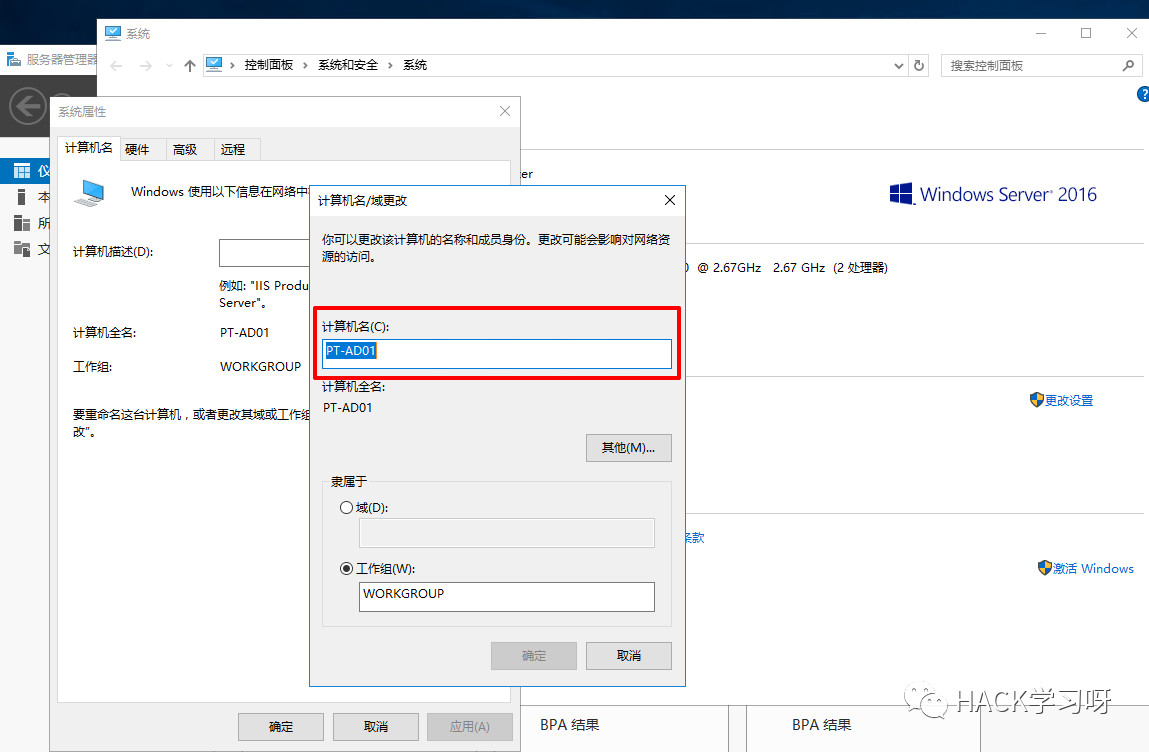 系统
服务器管理器
控制面板 › 系统和安全 › 系统
搜索控制面板
系统属性
计算机名
硬件
高级
远程
Windows 使用以下信息在网络中
计算机描述(D):
例如: "IIS Produ
Server"。
计算机全名:
PT-AD01
工作组:
WORKGROUP
要重命名这台计算机，或者更改其域或工作组
改"。
确定
取消
应用(A)
计算机名/域更改
你可以更改该计算机的名称和成员身份。更改可能会影响对网络资
源的访问。
计算机名(C):
PT-AD01
计算机全名:
PT-AD01
其他(M)...
隶属于
域(D):
工作组(W):
WORKGROUP
确定
取消
er
Windows Server® 2016
0 @ 2.67GHz 2.67 GHz (2 处理器)
更改设置
条款
激活 Windows
仪
本
所
文
BPA 结果
BPA 结果
HACK学习呀